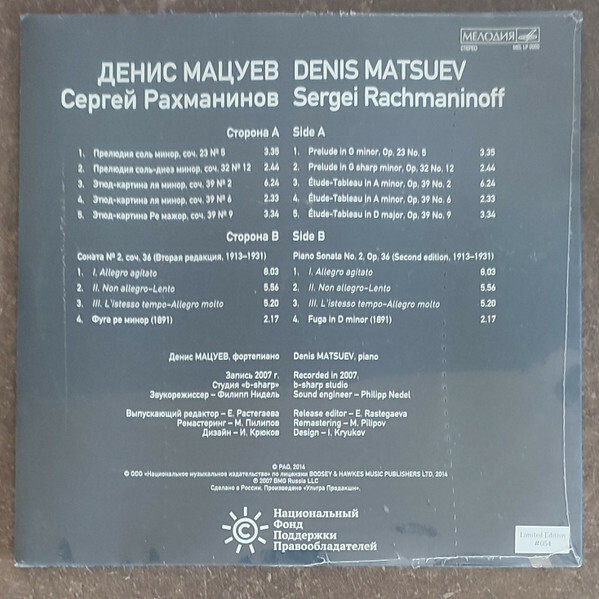 МЕЛОДИЯ
STEREO
ДЕНИС МАЦУЕВ DENIS MATSUEV
Сергей Рахманинов Sergei Rachmaninoff
Сторона А Side A
1. Прелюдия соль минор, соч. 23 № 5 3.35 1. Prelude in G minor, Op. 23 No. 5 3.35
2. Прелюдия соль-диез минор, соч. 32 № 12 2.44 2. Prelude in G sharp minor, Op. 32 No. 12 2.44
3. Этюд-картина ля минор, соч. 39 № 2 6.24 3. Étude-Tableau in A minor, Op. 39 No. 2 6.24
4. Этюд-картина ля минор, соч. 39 № 6 2.33 4. Étude-Tableau in A minor, Op. 39 No. 6 2.33
5. Этюд-картина Ре мажор, соч. 39 № 9 3.34 5. Étude-Tableau in D major, Op. 39 No. 9 3.34
Сторона В Side B
Соната № 2, соч. 36 (Вторая редакция, 1913–1931) Piano Sonata No. 2, Op. 36 (Second edition, 1913–1931)
1. I. Allegro agitato 8.03 1. I. Allegro agitato 8.03
2. II. Non allegro–Lento 5.56 2. II. Non allegro–Lento 5.56
3. III. L'istesso tempo–Allegro molto 5.20 3. III. L'istesso tempo–Allegro molto 5.20
4. Фуга ре минор (1891) 2.17 4. Fuga in D minor (1891) 2.17
Денис МАЦУЕВ, фортепиано Denis MATSUEV, piano
Запись 2007 г. Recorded in 2007.
Студия «b-sharp» b-sharp studio
Звукорежиссер – Филипп Нидель Sound engineer – Philipp Nedel
Выпускающий редактор – Е. Растегаева Release editor – E. Rastegaeva
Ремастеринг – М. Пилипов Remastering – M. Pilipov
Дизайн – И. Крюков Design – I. Kryukov
© РАО, 2014
© ООО «Национальное музыкальное издательство» по лицензии BOOSEY & HAWKES MUSIC PUBLISHERS LTD, 2014
℗ 2007 BMG Russia LLC
Сделано в России. Произведено «Ультра Продакшн».
Национальный
Фонд
Поддержки
Правообладателей
Limited Edition